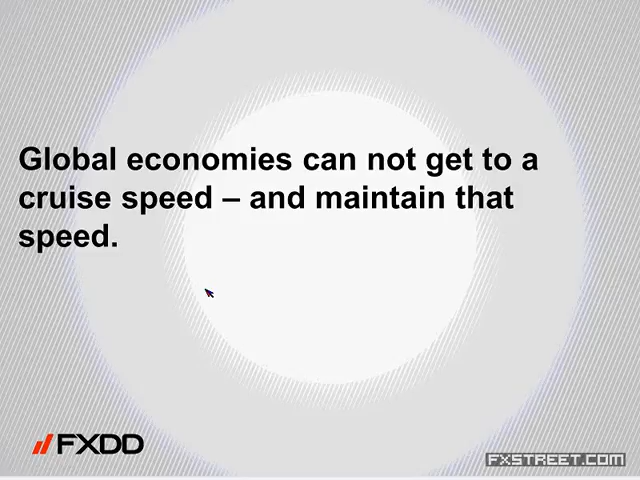 Global economies can not get to a
cruise speed – and maintain that
speed.
FXDD
FXSTREET.COM